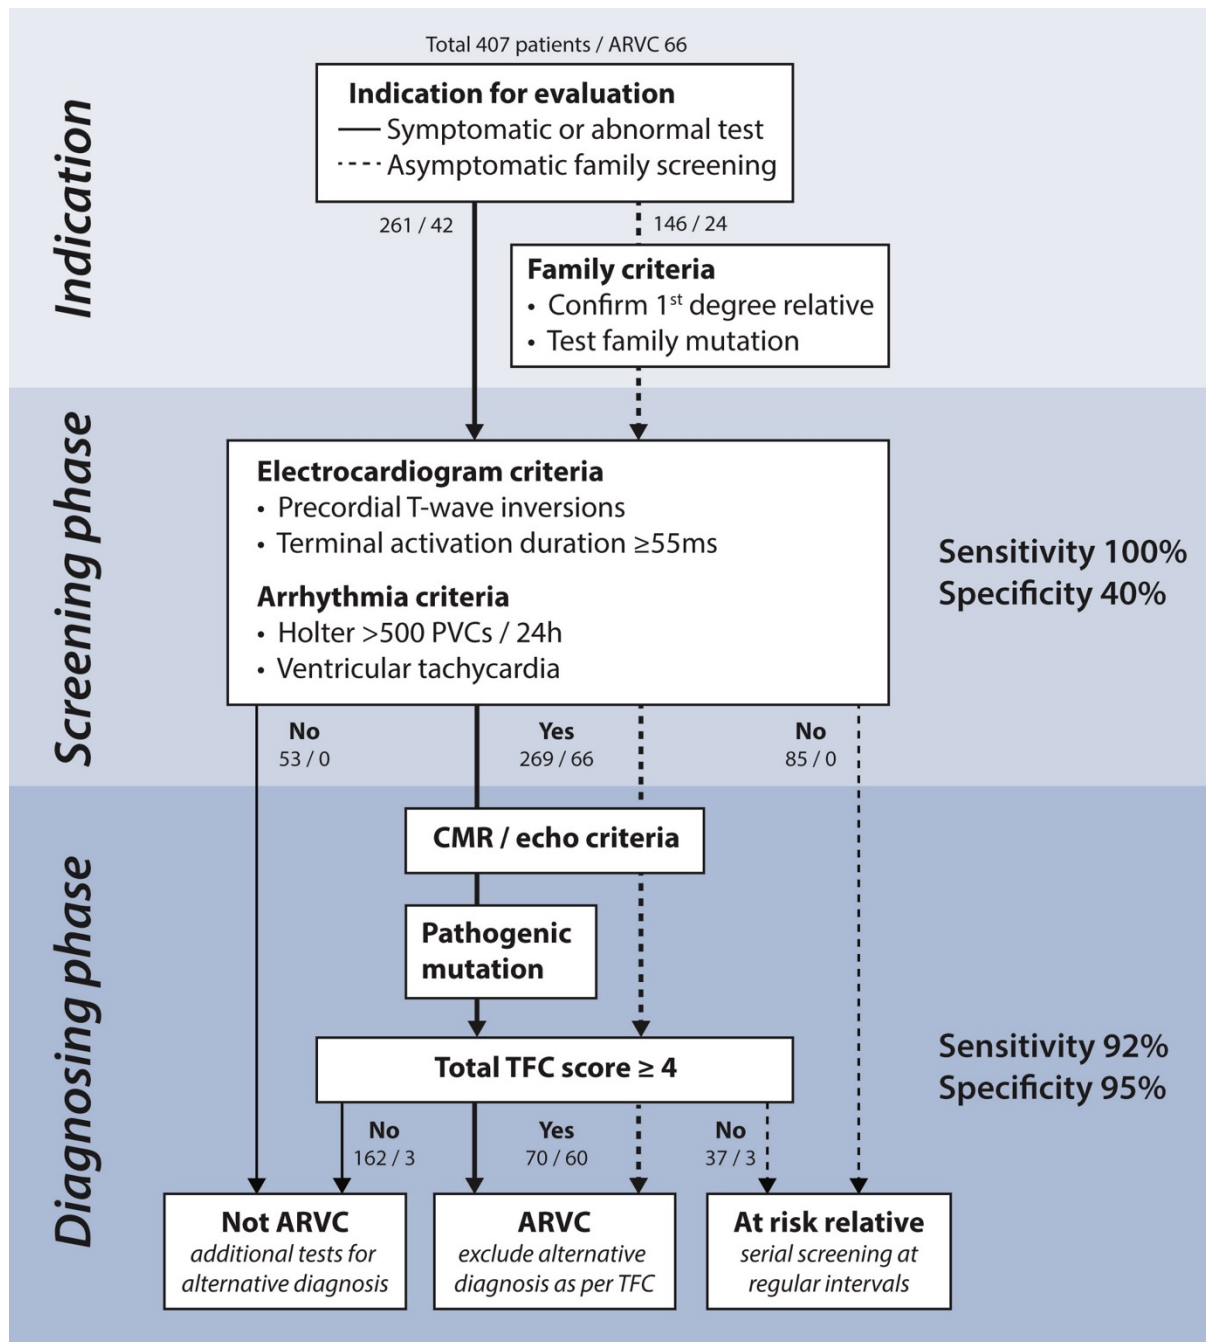 Total 407 patients / ARVC 66
Indication
Indication for evaluation
Symptomatic or abnormal test
Asymptomatic family screening
261 / 42
146 / 24
Family criteria
• Confirm 1st degree relative
• Test family mutation
Screening phase
Electrocardiogram criteria
• Precordial T-wave inversions
• Terminal activation duration ≥55ms
Arrhythmia criteria
• Holter >500 PVCs / 24h
• Ventricular tachycardia
Sensitivity 100%
Specificity 40%
No
53 / 0
Yes
269 / 66
No
85 / 0
Diagnosing phase
CMR / echo criteria
Pathogenic
mutation
Total TFC score ≥ 4
Sensitivity 92%
Specificity 95%
No
162 / 3
Yes
70 / 60
No
37 / 3
Not ARVC
additional tests for
alternative diagnosis
ARVC
exclude alternative
diagnosis as per TFC
At risk relative
serial screening at
regular intervals